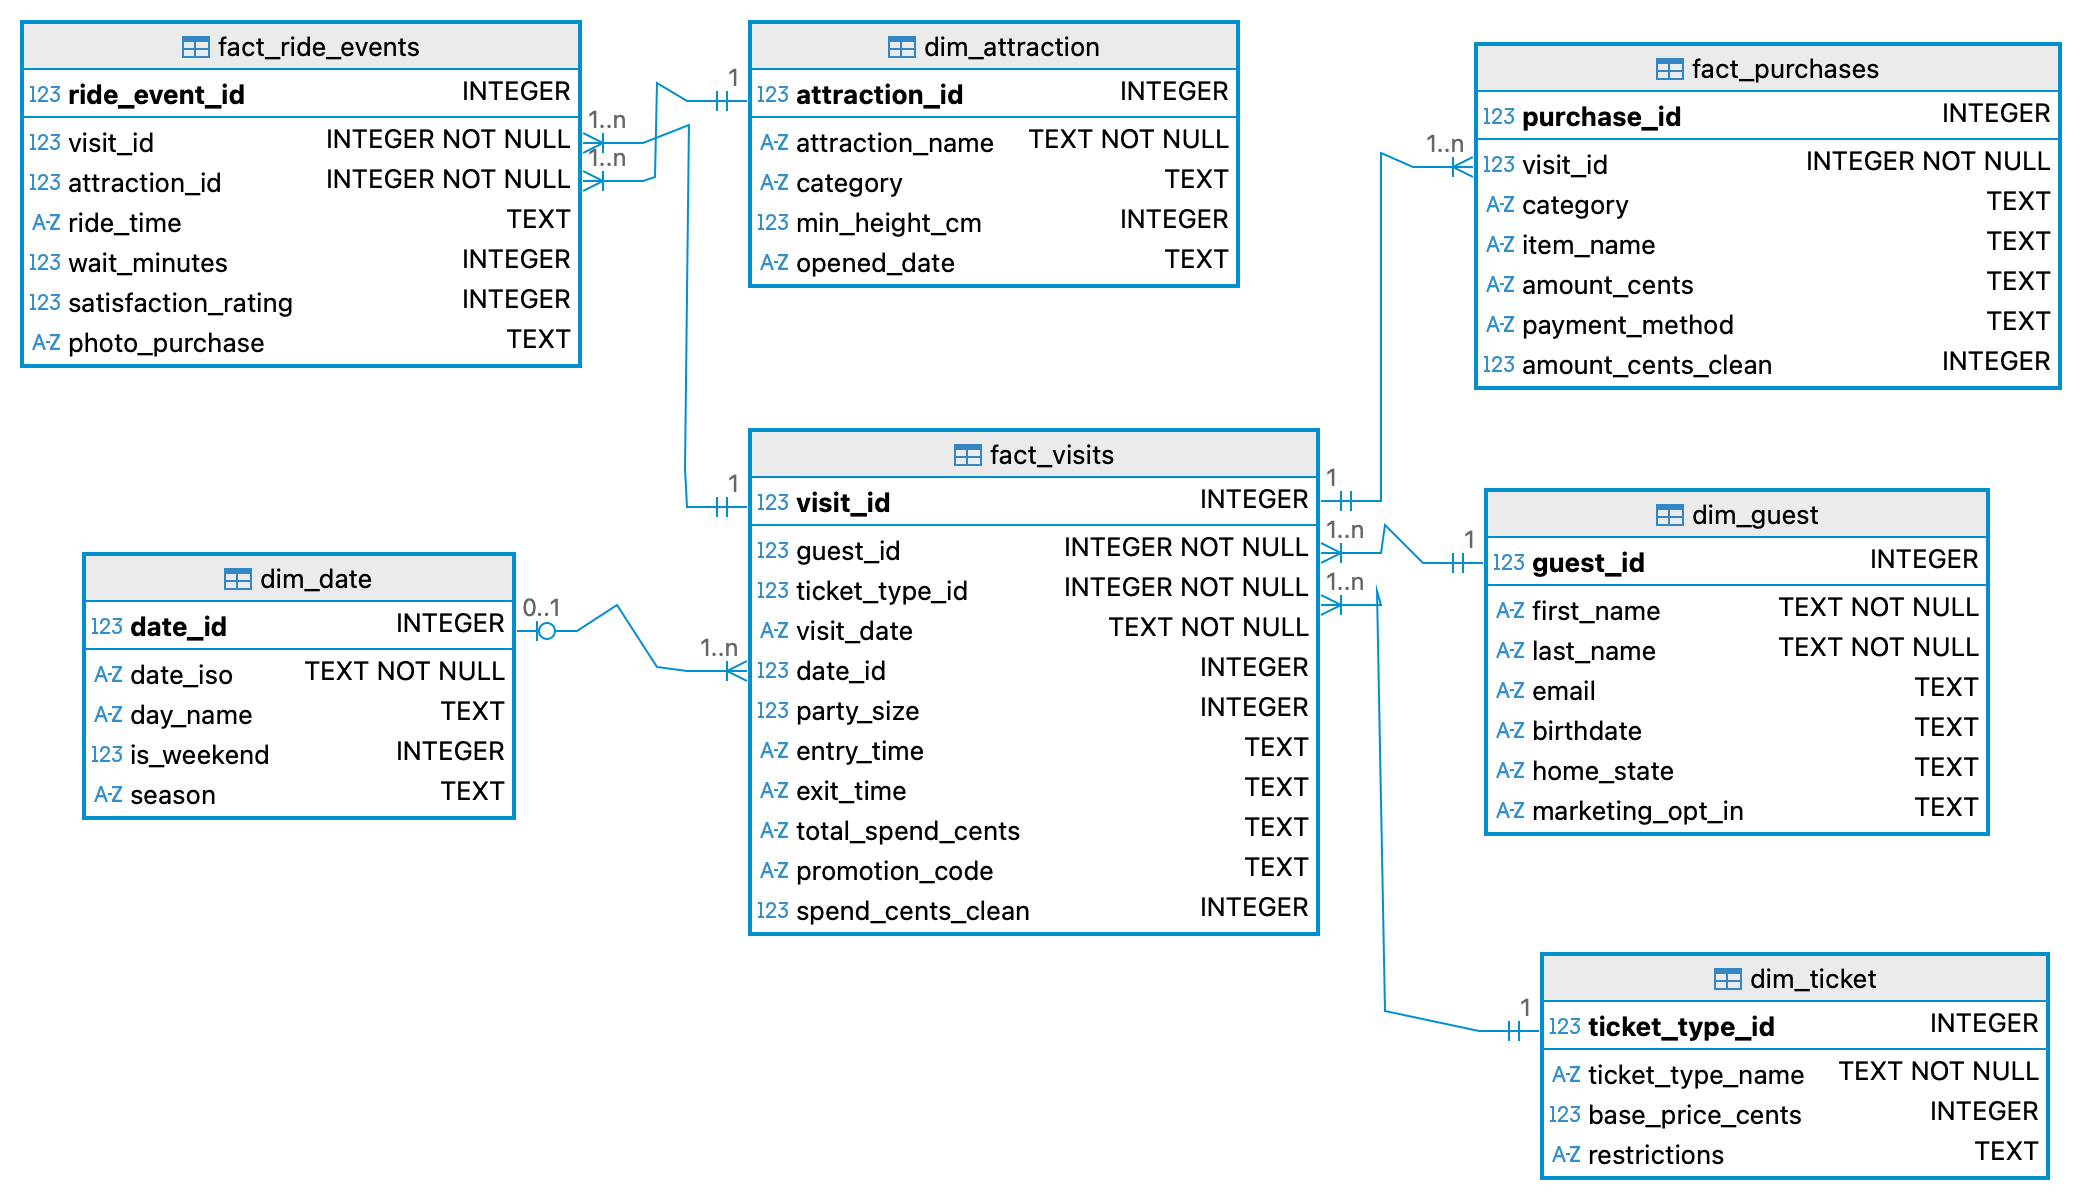 fact_ride_events
123 ride_event_id INTEGER
123 visit_id INTEGER NOT NULL
123 attraction_id INTEGER NOT NULL
A-Z ride_time TEXT
123 wait_minutes INTEGER
123 satisfaction_rating INTEGER
A-Z photo_purchase TEXT
1..n
1..n
1
dim_attraction
123 attraction_id INTEGER
A-Z attraction_name TEXT NOT NULL
A-Z category TEXT
123 min_height_cm INTEGER
A-Z opened_date TEXT
fact_purchases
123 purchase_id INTEGER
1..n
123 visit_id INTEGER NOT NULL
A-Z category TEXT
A-Z item_name TEXT
A-Z amount_cents TEXT
A-Z payment_method TEXT
123 amount_cents_clean INTEGER
dim_date
123 date_id INTEGER
A-Z date_iso TEXT NOT NULL
A-Z day_name TEXT
123 is_weekend INTEGER
A-Z season TEXT
0..1
1..n
1
fact_visits
123 visit_id INTEGER
123 guest_id INTEGER NOT NULL
123 ticket_type_id INTEGER NOT NULL
A-Z visit_date TEXT NOT NULL
123 date_id INTEGER
123 party_size INTEGER
A-Z entry_time TEXT
A-Z exit_time TEXT
A-Z total_spend_cents TEXT
A-Z promotion_code TEXT
123 spend_cents_clean INTEGER
1
1..n
1..n
1
dim_guest
123 guest_id INTEGER
A-Z first_name TEXT NOT NULL
A-Z last_name TEXT NOT NULL
A-Z email TEXT
A-Z birthdate TEXT
A-Z home_state TEXT
A-Z marketing_opt_in TEXT
1
dim_ticket
123 ticket_type_id INTEGER
A-Z ticket_type_name TEXT NOT NULL
123 base_price_cents INTEGER
A-Z restrictions TEXT